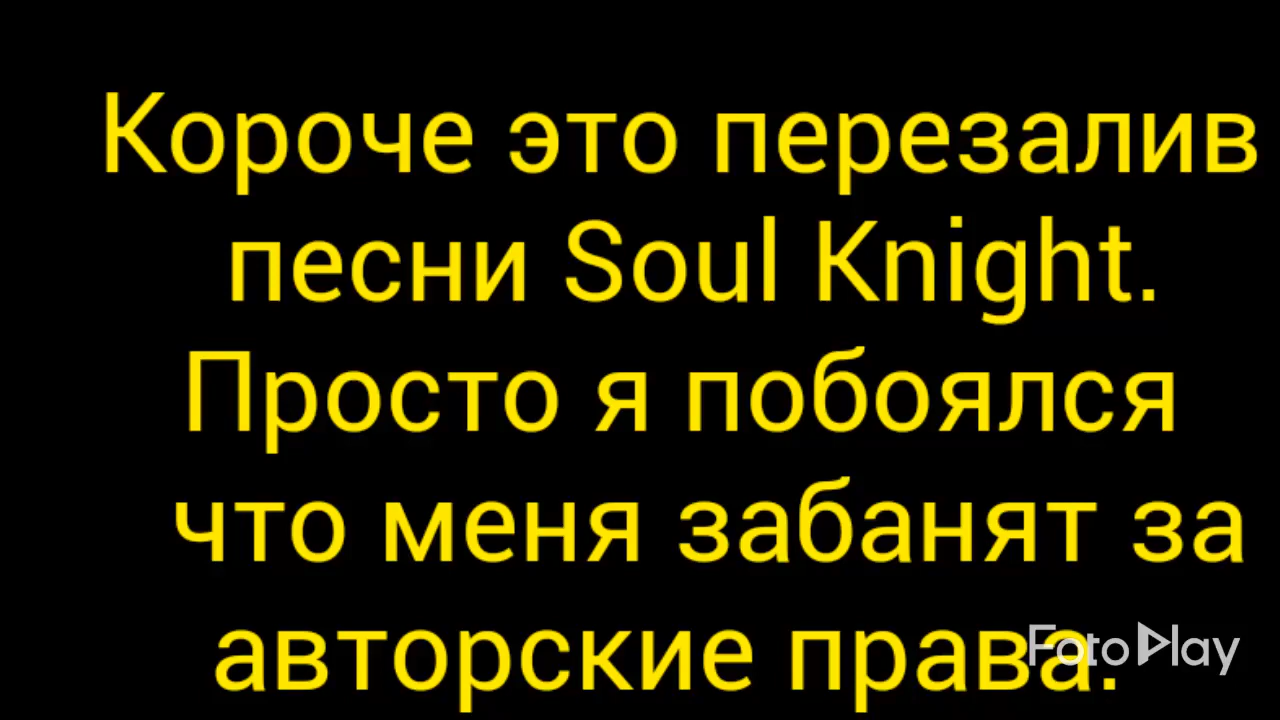 Короче это перезалив
песни Soul Knight.
Просто я побоялся
что меня забанят за
авторские права.
FotoPlay